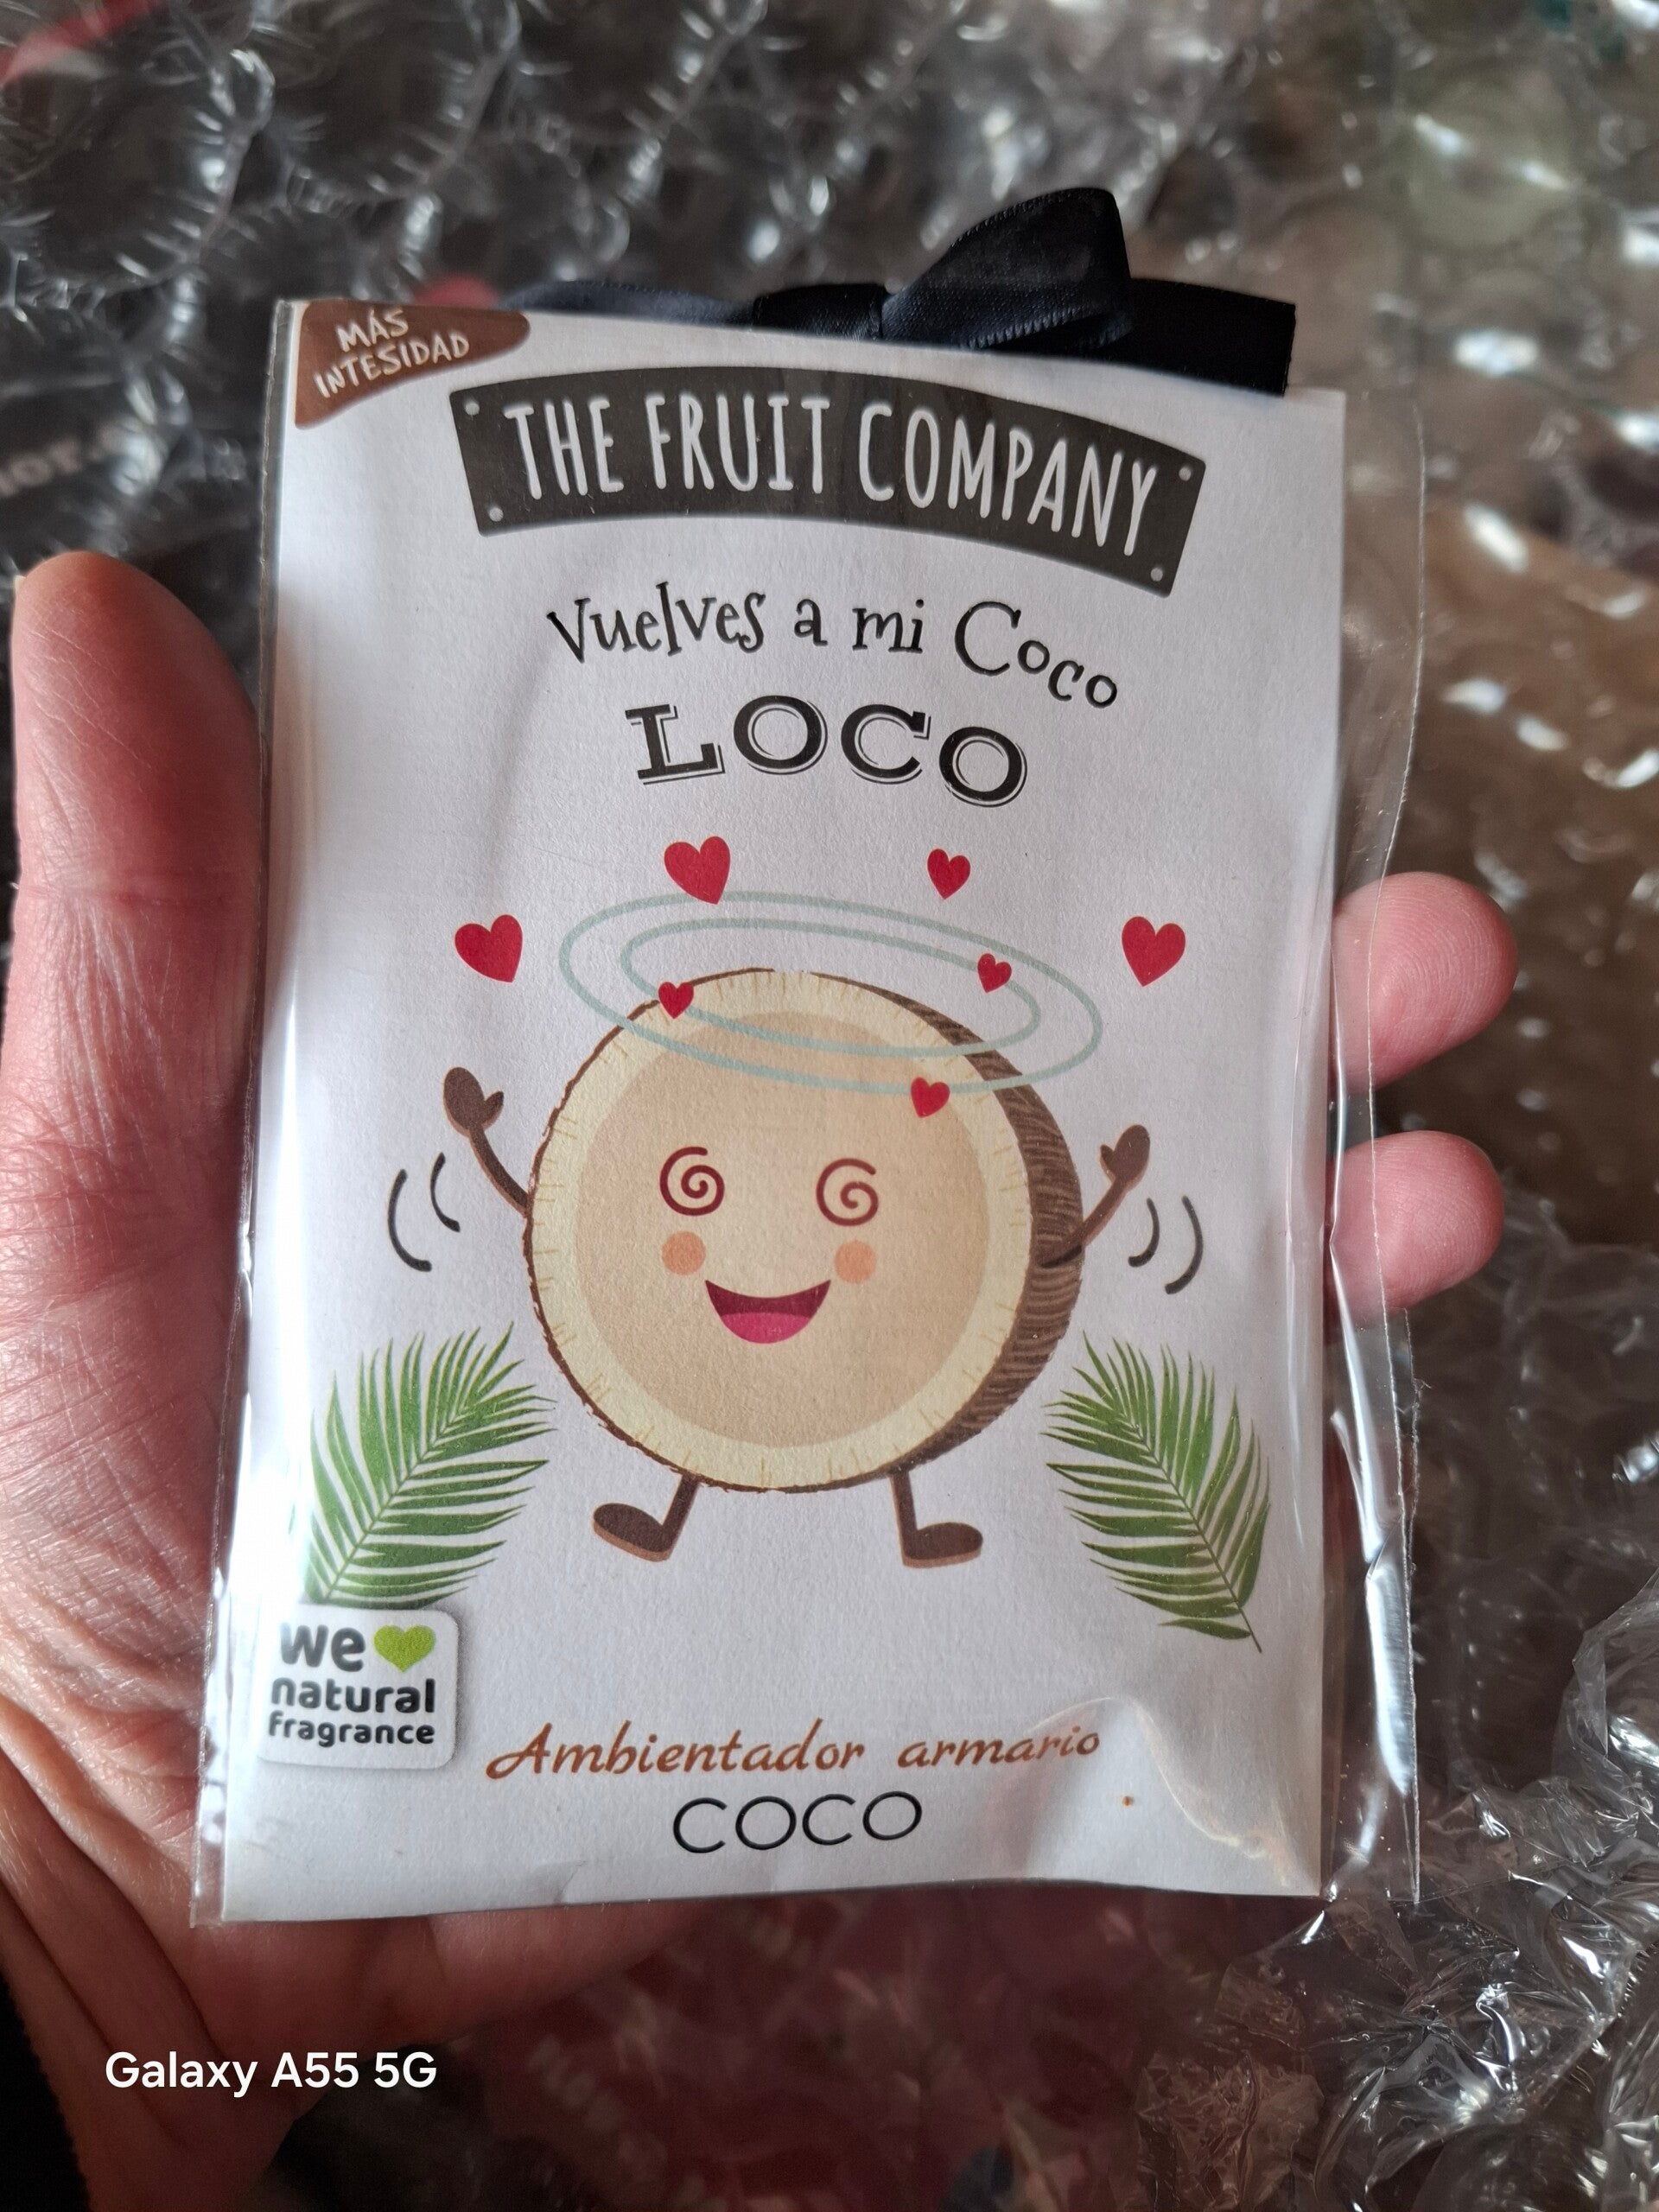 MÁS
INTESIDAD
THE FRUIT COMPANY
Vuelves a mi Coco
LOCO
we
natural
fragrance
Ambientador armario
COCO
Galaxy A55 5G